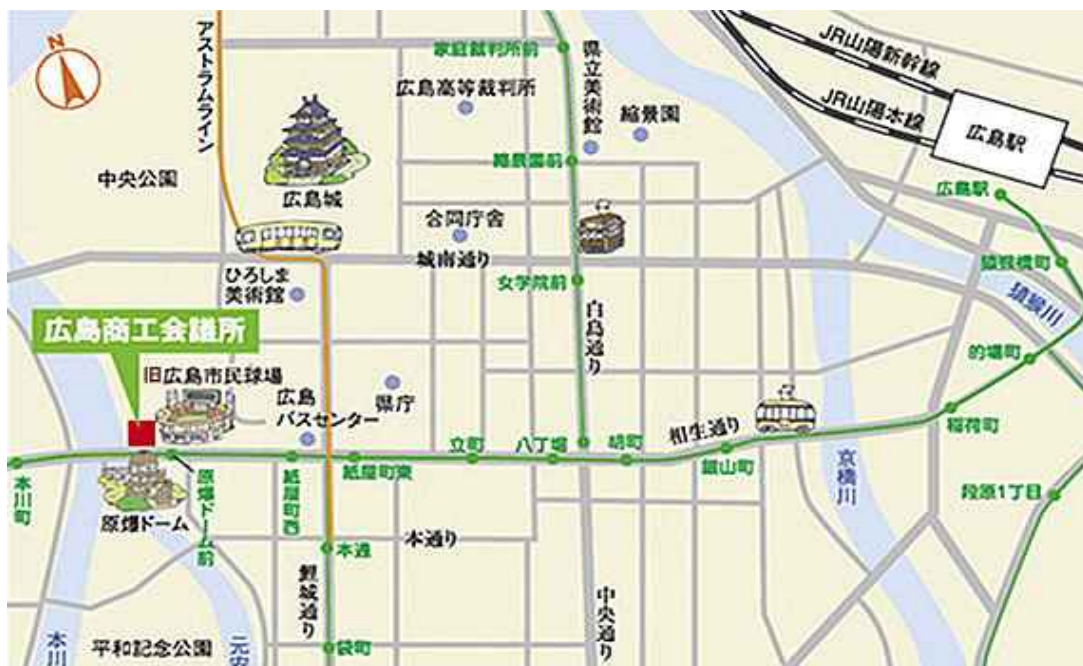 N
アストラムライン
家庭裁判所前
広島高等裁判所
県立美術館
縮景園
JR山陽新幹線
JR山陽本線
広島駅
中央公園
広島城
縮景園前
広島駅
合同庁舎
城南通り
猿猴橋町
ひろしま
美術館
女学院前
白島通り
猿猴川
広島商工会議所
旧広島市民球場
県庁
広島
バスセンター
的場町
相生通り
立町
八丁堀
胡町
銀山町
稲荷町
本川町
原爆ドーム
原爆ドーム前
紙屋町西
紙屋町東
京橋川
段原1丁目
本通
本通り
鯉城通り
中央通り
平和記念公園
本川
元安
袋町